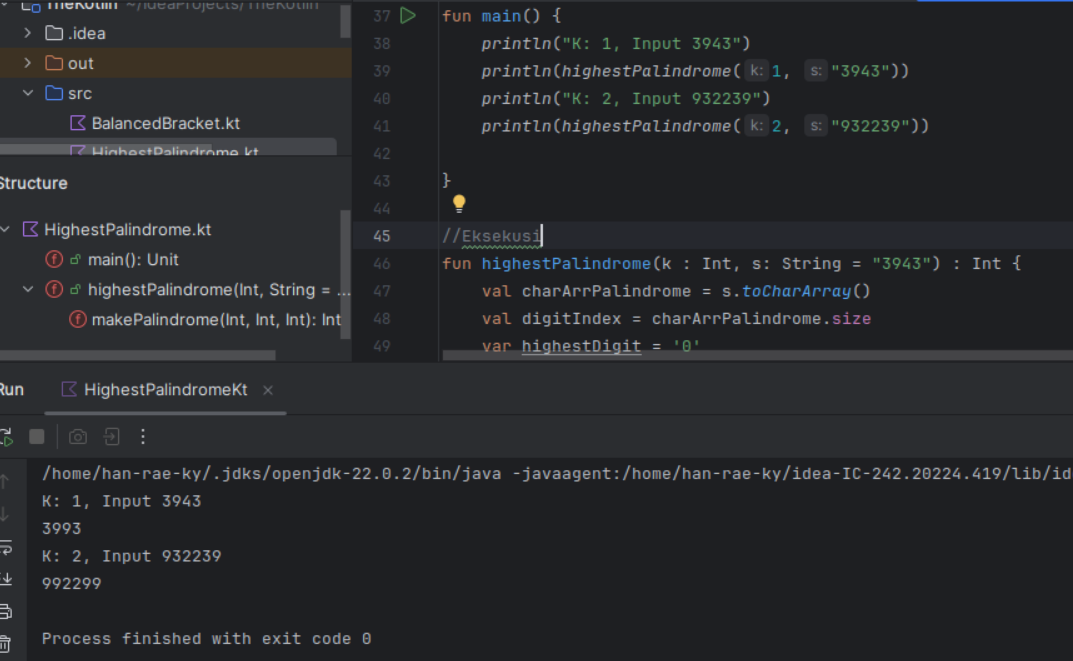 TheKotlin ~/IdeaProjects/TheKotlin
.idea
out
src
BalancedBracket.kt
HighestPalindrome.kt
Structure
HighestPalindrome.kt
main(): Unit
highestPalindrome(Int, String = ...
makePalindrome(Int, Int, Int): Int
37 fun main() {
38 println("K: 1, Input 3943")
39 println(highestPalindrome( k: 1, s: "3943"))
40 println("K: 2, Input 932239")
41 println(highestPalindrome( k: 2, s: "932239"))
42
43 }
44
45 //Eksekusi
46 fun highestPalindrome(k : Int, s: String = "3943") : Int {
47 val charArrPalindrome = s.toCharArray()
48 val digitIndex = charArrPalindrome.size
49 var highestDigit = '0'
Run HighestPalindromeKt
/home/han-rae-ky/.jdks/openjdk-22.0.2/bin/java -javaagent:/home/han-rae-ky/idea-IC-242.20224.419/lib/id
K: 1, Input 3943
3993
K: 2, Input 932239
992299
Process finished with exit code 0